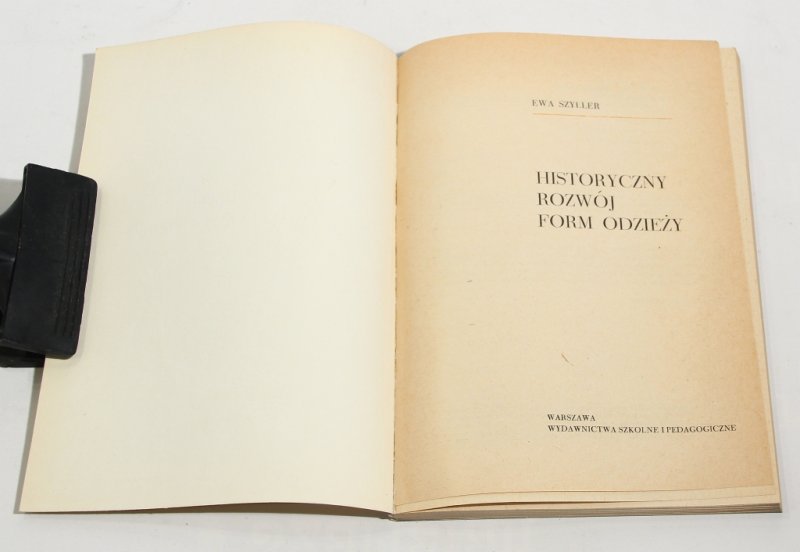 EWA SZYLLER
HISTORYCZNY
ROZWÓJ
FORM ODZIEŻY
WARSZAWA
WYDAWNICTWA SZKOLNE I PEDAGOGICZNE